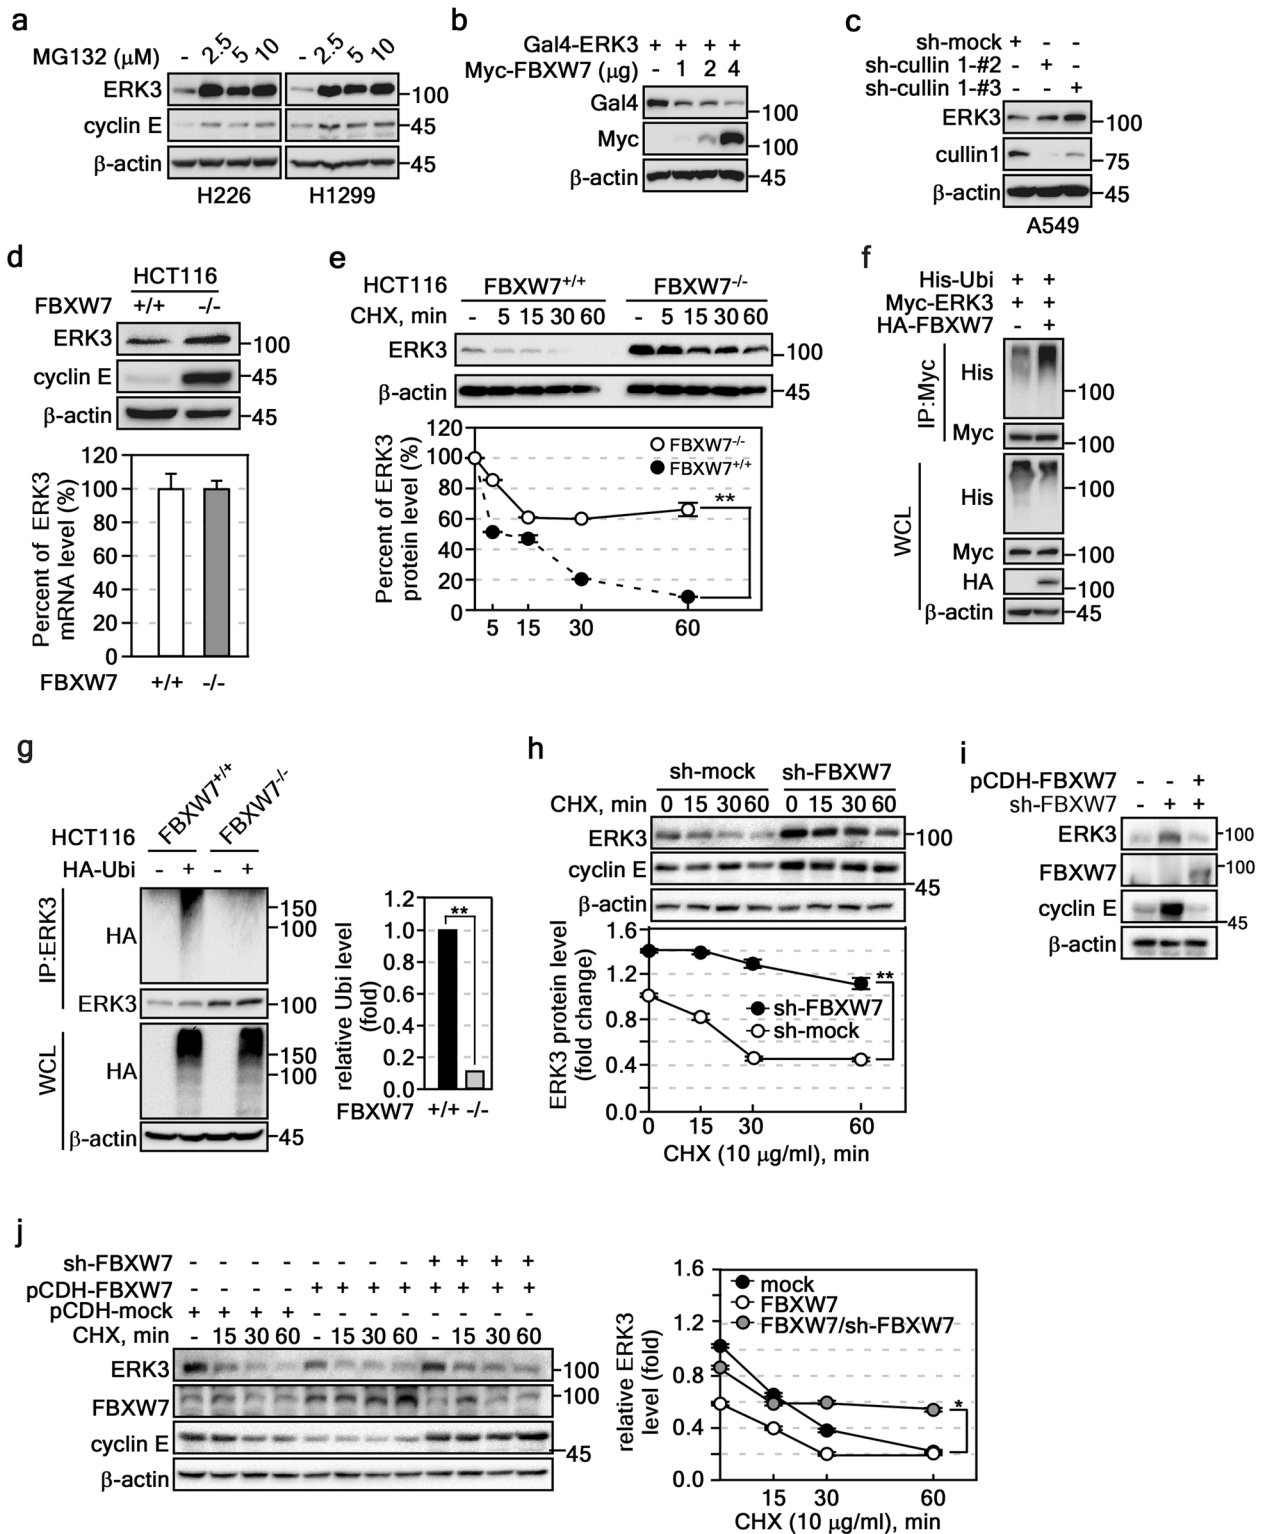 a
MG132 (μM) - 2.5 5 10 - 2.5 5 10
ERK3 100
cyclin E 45
β-actin 45
H226 H1299
b
Gal4-ERK3 + + + +
Myc-FBXW7 (μg) - 1 2 4
Gal4 100
Myc 100
β-actin 45
c
sh-mock + - -
sh-cullin 1-#2 - + -
sh-cullin 1-#3 - - +
ERK3 100
cullin1 75
β-actin 45
A549
d
HCT116
FBXW7 +/+ -/-
ERK3 100
cyclin E 45
β-actin 45
Percent of ERK3
mRNA level (%)
120
100
80
60
40
20
0
FBXW7 +/+ -/-
e
HCT116 FBXW7+/+ FBXW7-/-
CHX, min - 5 15 30 60 - 5 15 30 60
ERK3 100
β-actin 45
Percent of ERK3
protein level (%)
120
100
80
60
40
20
0
FBXW7-/-
FBXW7+/+
**
5 15 30 60
f
His-Ubi + +
Myc-ERK3 + +
HA-FBXW7 - +
IP:Myc
His 100
Myc 100
WCL
His 100
Myc 100
HA 100
β-actin 45
g
HCT116 FBXW7+/+ FBXW7-/-
HA-Ubi - + - +
IP:ERK3
HA 150
100
ERK3 100
WCL
HA 150
100
β-actin 45
relative Ubi level
(fold)
1.2
1.0
0.8
0.6
0.4
0.2
0.0
**
FBXW7 +/+ -/-
h
sh-mock sh-FBXW7
CHX, min 0 15 30 60 0 15 30 60
ERK3 100
cyclin E 45
β-actin
ERK3 protein level
(fold change)
1.6
1.2
0.8
0.4
0.0
**
sh-FBXW7
sh-mock
0 15 30 60
CHX (10 μg/ml), min
i
pCDH-FBXW7 - - +
sh-FBXW7 - + +
ERK3 100
FBXW7 100
cyclin E 45
β-actin
j
sh-FBXW7 - - - - - - - - + + + +
pCDH-FBXW7 - - - - + + + + + + + +
pCDH-mock + + + + - - - - - - - -
CHX, min - 15 30 60 - 15 30 60 - 15 30 60
ERK3 100
FBXW7 100
cyclin E 45
β-actin
relative ERK3
level (fold)
1.6
1.2
0.8
0.4
0.0
mock
FBXW7
FBXW7/sh-FBXW7
*
15 30 60
CHX (10 μg/ml), min